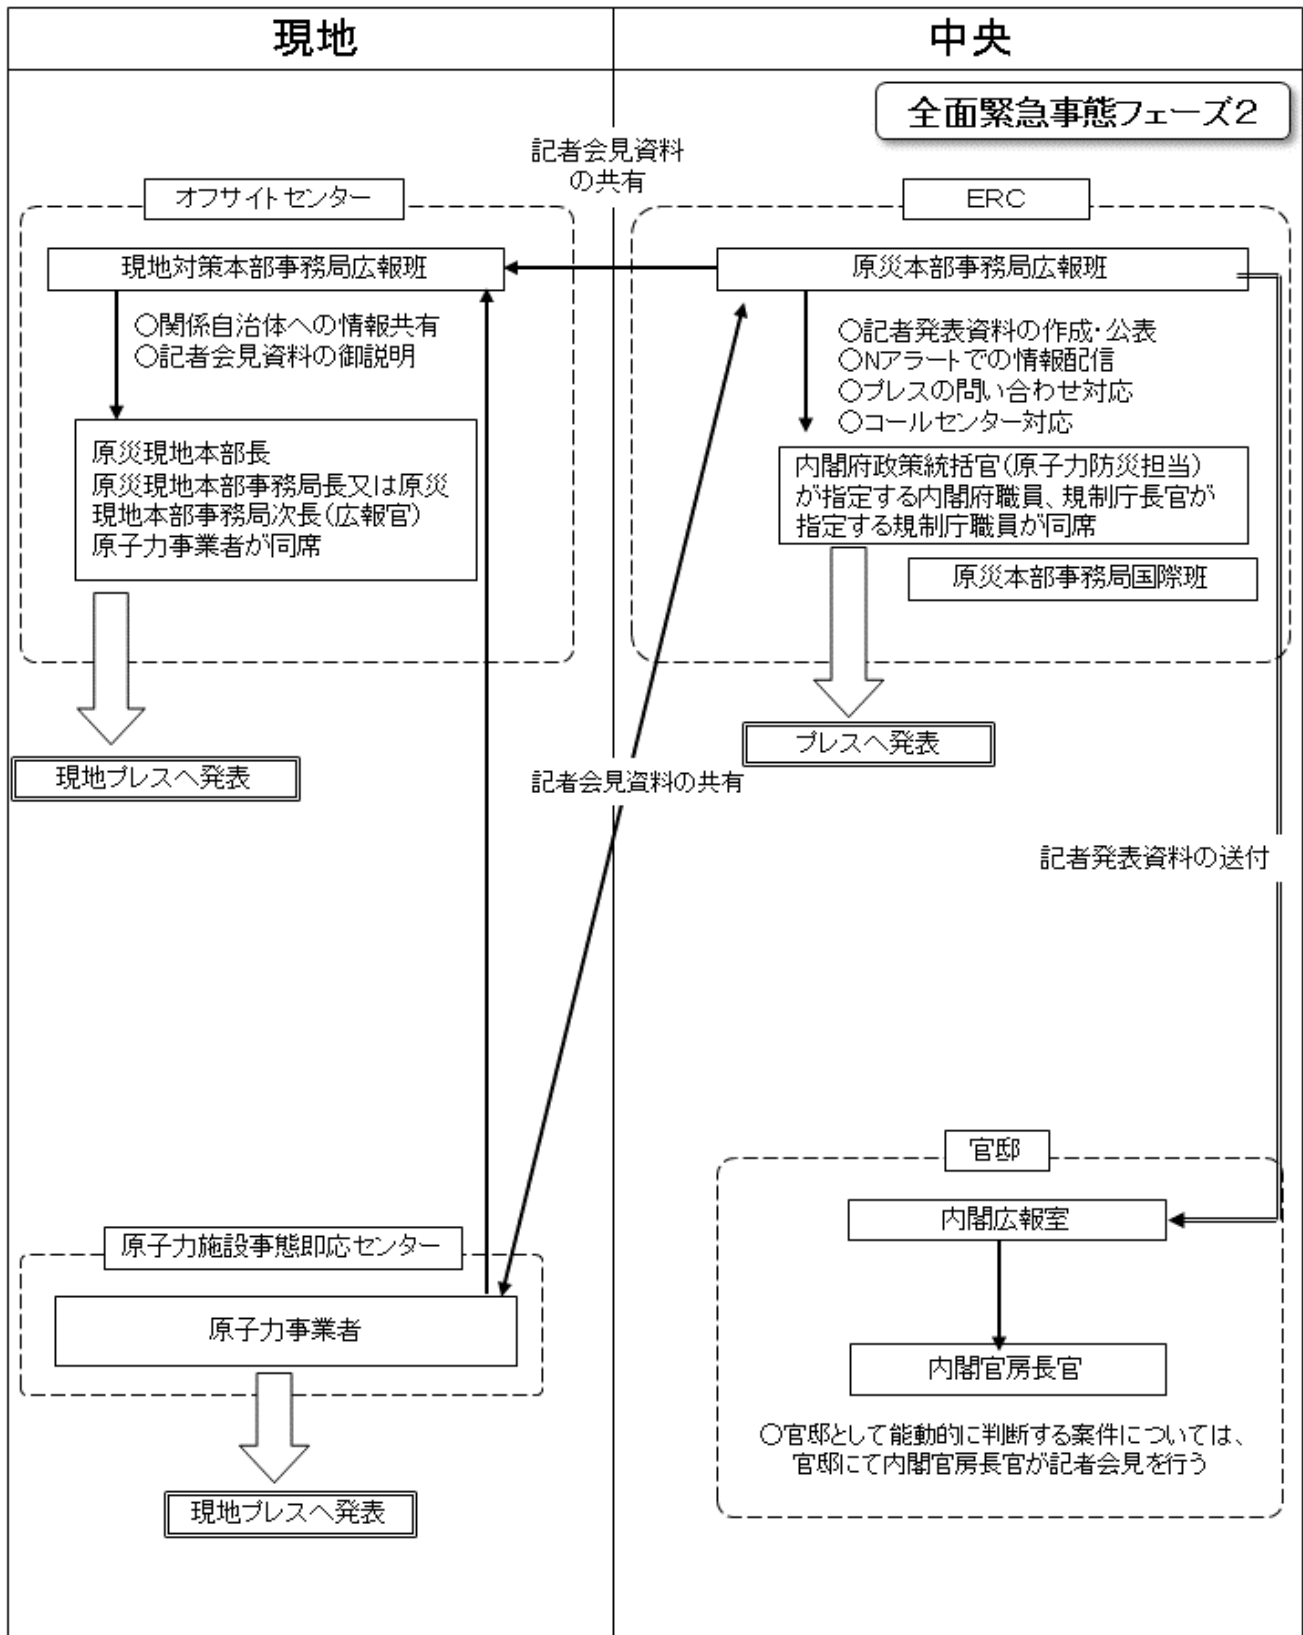 現地
中央
全面緊急事態フェーズ2
記者会見資料
の共有
オフサイトセンター
ERC
現地対策本部事務局広報班
原災本部事務局広報班
○関係自治体への情報共有
○記者会見資料の御説明
○記者発表資料の作成・公表
○Nアラートでの情報配信
○プレスの問い合わせ対応
○コールセンター対応
原災現地本部長
原災現地本部事務局長又は原災
現地本部事務局次長(広報官)
原子力事業者が同席
内閣府政策統括官(原子力防災担当)
が指定する内閣府職員、規制庁長官が
指定する規制庁職員が同席
原災本部事務局国際班
現地プレスへ発表
プレスへ発表
記者会見資料の共有
記者発表資料の送付
官邸
内閣広報室
内閣官房長官
○官邸として能動的に判断する案件については、
官邸にて内閣官房長官が記者会見を行う
原子力施設事態即応センター
原子力事業者
現地プレスへ発表